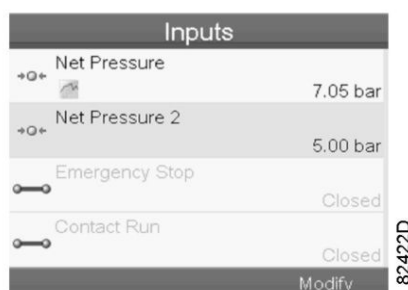 Inputs
Net Pressure
7.05 bar
Net Pressure 2
5.00 bar
Emergency Stop
Closed
Contact Run
Closed
Modify
82422D